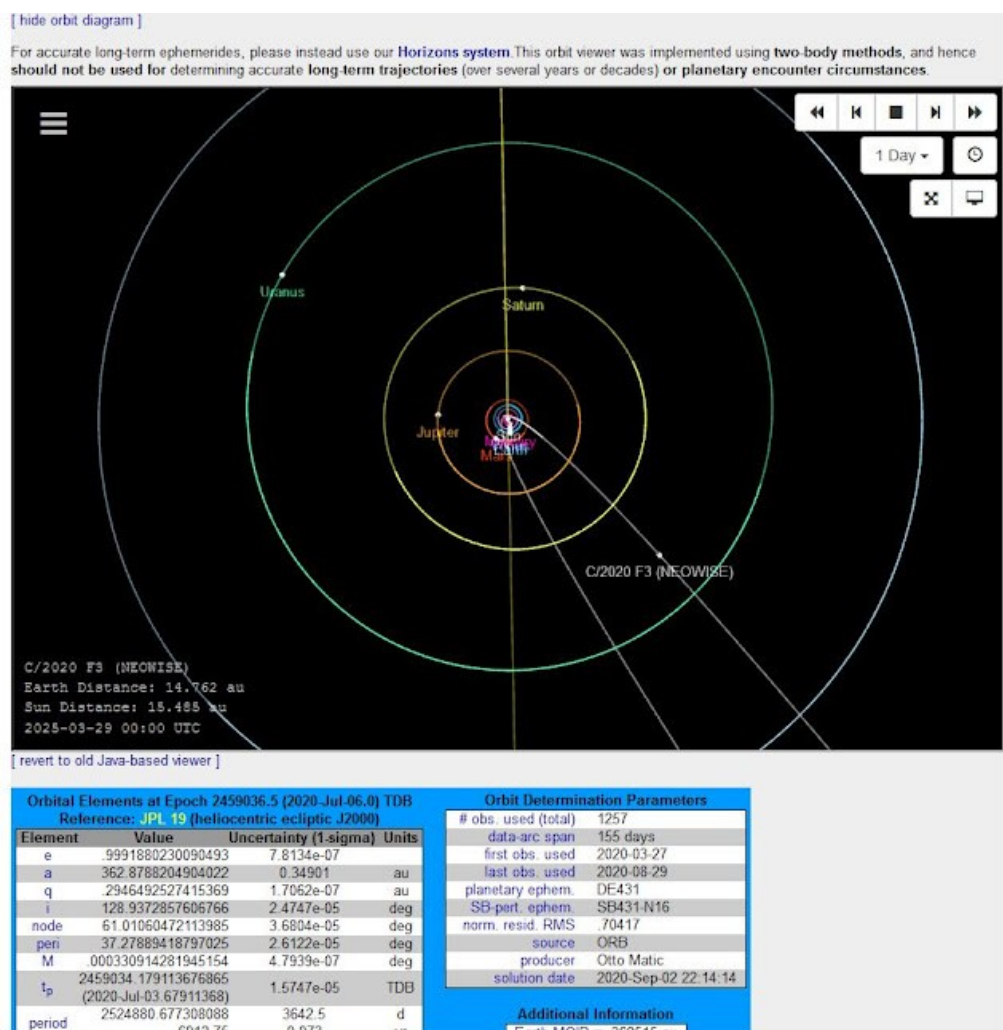 [ hide orbit diagram ]
For accurate long-term ephemerides, please instead use our Horizons system.This orbit viewer was implemented using two-body methods, and hence
should not be used for determining accurate long-term trajectories (over several years or decades) or planetary encounter circumstances.
1 Day
Uranus
Saturn
Jupiter
Mars
Earth
C/2020 F3 (NEOWISE)
C/2020 F3 (NEOWISE)
Earth Distance: 14.762 au
Sun Distance: 15.485 au
2025-03-29 00:00 UTC
[ revert to old Java-based viewer ]
Orbital Elements at Epoch 2459036.5 (2020-Jul-06.0) TDB
Reference: JPL 19 (heliocentric ecliptic J2000)
Element Value Uncertainty (1-sigma) Units
e .9991880230090493 7.8134e-07
a 362.8788204904022 0.34901 au
q .2946492527415369 1.7062e-07 au
i 128.9372857606766 2.4747e-05 deg
node 61.01060472113985 3.6804e-05 deg
peri 37.27889418797025 2.6122e-05 deg
M .000330914281945154 4.7939e-07 deg
tp 2459034.179113676865 1.5747e-05 TDB
(2020-Jul-03.67911368)
period 2524880.677308088 3642.5 d
Orbit Determination Parameters
# obs. used (total) 1257
data-arc span 155 days
first obs. used 2020-03-27
last obs. used 2020-08-29
planetary ephem. DE431
SB-pert. ephem. SB431-N16
norm. resid. RMS .70417
source ORB
producer Otto Matic
solution date 2020-Sep-02 22:14:14
Additional Information